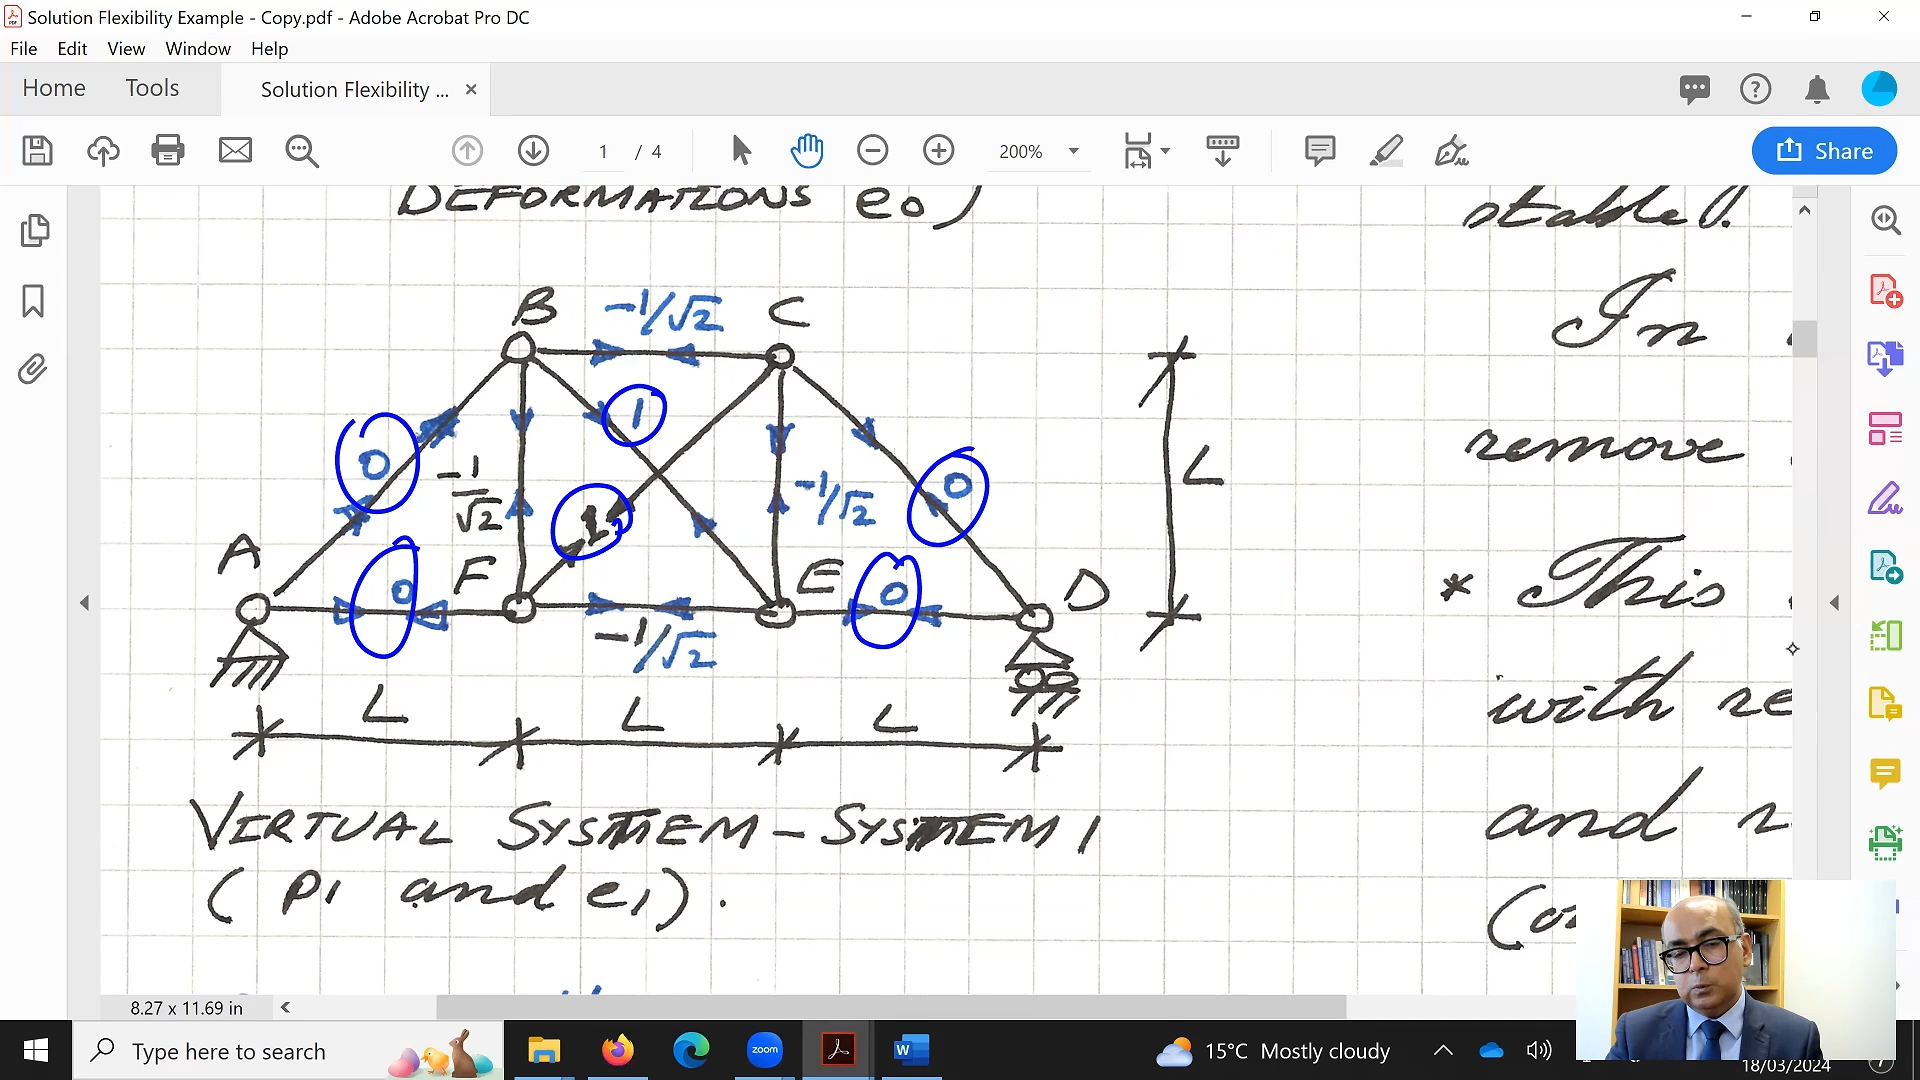 Solution Flexibility Example - Copy.pdf - Adobe Acrobat Pro DC
File Edit View Window Help
Home Tools Solution Flexibility ...
1 / 4 200% Share
DEFORMATIONS e0)
stable).
B -1/√2 C
In
1
0
-1/√2
1
-1/√2
0
L
remove
A
F
E
D
0
0
* This
-1/√2
with re
L L L
VIRTUAL SYSTEM - SYSTEM 1
and r
(p1 and e1).
8.27 x 11.69 in
Type here to search
zoom
15°C Mostly cloudy
18/03/2024